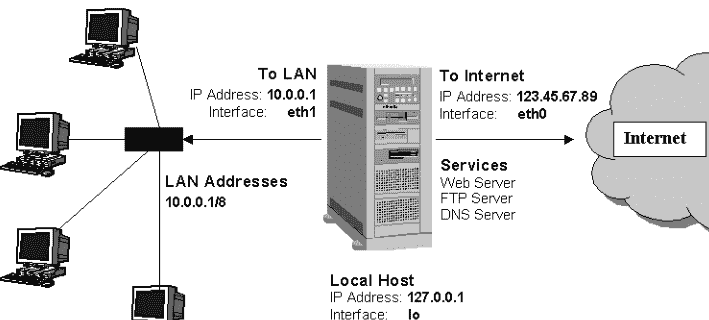 To LAN
IP Address: 10.0.0.1
Interface: eth1
To Internet
IP Address: 123.45.67.89
Interface: eth0
Internet
LAN Addresses
10.0.0.1/8
Services
Web Server
FTP Server
DNS Server
Local Host
IP Address: 127.0.0.1
Interface: lo